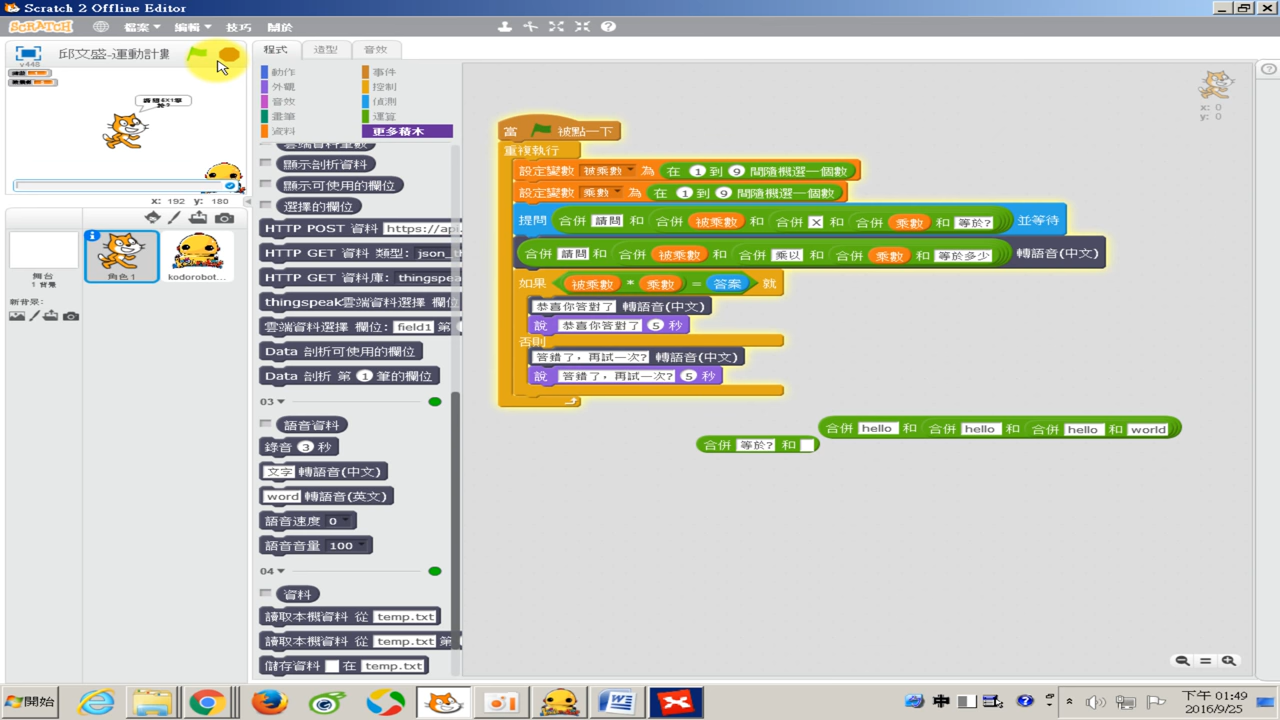 Scratch 2 Offline Editor
SCRATCH 檔案 編輯 技巧 關於
v448 邱文盛-運動計劃
程式 造型 音效
動作 事件
外觀 控制
音效 偵測
畫筆 運算
資料 更多積木
x: 192 y: 180
舞台
1 背景
新背景:
角色1
kodorobot...
雲端資料筆數
顯示剖析資料
顯示可使用的欄位
選擇的欄位
HTTP POST 資料 https://api.
HTTP GET 資料 類型: json_t
HTTP GET 資料庫: thingspea
thingspeak雲端資料選擇 欄位
雲端資料選擇 欄位: field1 第
Data 剖析可使用的欄位
Data 剖析 第 1 筆的欄位
03
語音資料
錄音 3 秒
文字 轉語音(中文)
word 轉語音(英文)
語音速度 0
語音音量 100
04
資料
讀取本機資料 從 temp.txt
讀取本機資料 從 temp.txt 第
儲存資料 在 temp.txt
x: 0
y: 0
當 被點一下
重複執行
設定變數 被乘數 為 在 1 到 9 間隨機選一個數
設定變數 乘數 為 在 1 到 9 間隨機選一個數
提問 合併 請問 和 合併 被乘數 和 合併 X 和 合併 乘數 和 等於? 並等待
合併 請問 和 合併 被乘數 和 合併 乘以 和 合併 乘數 和 等於多少 轉語音(中文)
如果 被乘數 * 乘數 = 答案 就
恭喜你答對了 轉語音(中文)
說 恭喜你答對了 5 秒
否則
答錯了，再試一次? 轉語音(中文)
說 答錯了，再試一次? 5 秒
合併 hello 和 合併 hello 和 合併 hello 和 world
合併 等於? 和
開始
下午 01:49
2016/9/25